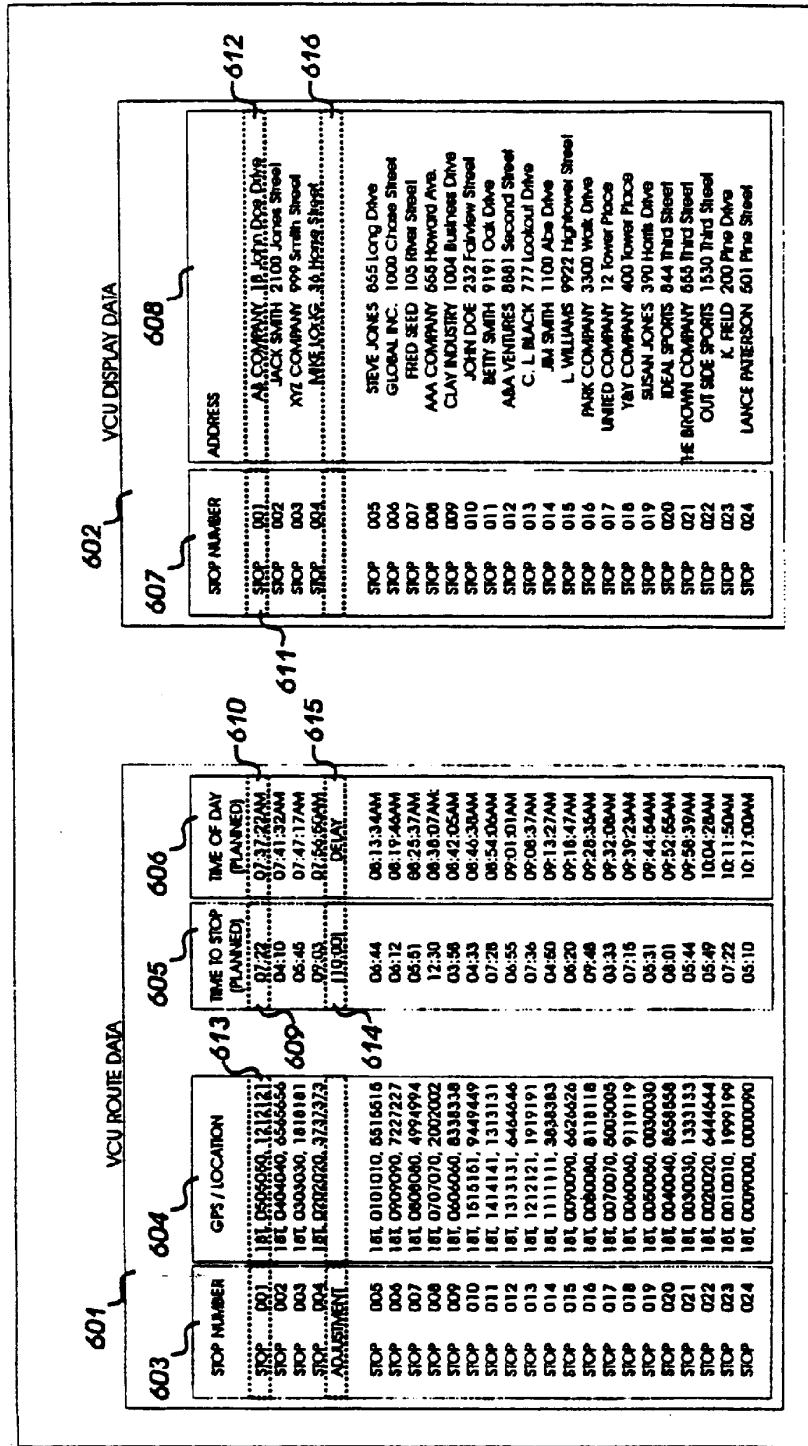 VCU ROUTE DATA
601
603 604 605 606
STOP NUMBER GPS / LOCATION TIME TO STOP (PLANNED) TIME OF DAY (PLANNED)
613 610
STOP 001 18T, 0505050, 1212121 07:22 07:37:22AM
STOP 002 18T, 0404040, 6565656 04:10 07:41:32AM
STOP 003 18T, 0303030, 1818181 05:45 07:47:17AM
STOP 004 18T, 0202020, 3737373 09:03 07:56:50AM
609 615
ADJUSTMENT (10:00) DELAY
614
STOP 005 18T, 0101010, 5515515 06:44 08:13:34AM
STOP 006 18T, 0909090, 7227227 06:12 08:19:46AM
STOP 007 18T, 0808080, 4994994 05:51 08:25:37AM
STOP 008 18T, 0707070, 2002002 12:30 08:38:07AM
STOP 009 18T, 0606060, 8338338 03:58 08:42:05AM
STOP 010 18T, 1515151, 9449449 04:33 08:46:38AM
STOP 011 18T, 1414141, 1313131 07:28 08:54:06AM
STOP 012 18T, 1313131, 6464646 06:55 09:01:01AM
STOP 013 18T, 1212121, 1919191 07:36 09:08:37AM
STOP 014 18T, 1111111, 3838383 04:50 09:13:27AM
STOP 015 18T, 0090090, 6626626 05:20 09:18:47AM
STOP 016 18T, 0080080, 8118118 09:48 09:28:35AM
STOP 017 18T, 0070070, 5005005 03:33 09:32:08AM
STOP 018 18T, 0060060, 9119119 07:15 09:39:23AM
STOP 019 18T, 0050050, 0030030 05:31 09:44:54AM
STOP 020 18T, 0040040, 8558558 08:01 09:52:55AM
STOP 021 18T, 0030030, 1333133 05:44 09:58:39AM
STOP 022 18T, 0020020, 6444644 05:49 10:04:28AM
STOP 023 18T, 0010010, 1999199 07:22 10:11:50AM
STOP 024 18T, 0009000, 0000090 05:10 10:17:00AM
VCU DISPLAY DATA
602
607 608
STOP NUMBER ADDRESS
611 612
STOP 001 AB COMPANY 18 John Doe Drive
STOP 002 JACK SMITH 2100 Jones Street
STOP 003 XYZ COMPANY 999 Smith Street
STOP 004 MIKE LONG 36 Home Street
616
STOP 005 STEVE JONES 655 Long Drive
STOP 006 GLOBAL INC. 1000 Chase Street
STOP 007 FRED SEED 105 River Street
STOP 008 AAA COMPANY 665 Howard Ave.
STOP 009 CLAY INDUSTRY 1004 Business Drive
STOP 010 JOHN DOE 232 Fairview Street
STOP 011 BETTY SMITH 9191 Oak Drive
STOP 012 A&A VENTURES 8881 Second Street
STOP 013 C. L BLACK 777 Lookout Drive
STOP 014 JIM SMITH 1100 Abe Drive
STOP 015 L WILLIAMS 9922 Hightower Street
STOP 016 PARK COMPANY 3300 Walk Drive
STOP 017 UNITED COMPANY 12 Tower Place
STOP 018 Y&Y COMPANY 400 Tower Place
STOP 019 SUSAN JONES 390 Horris Drive
STOP 020 IDEAL SPORTS 844 Third Street
STOP 021 THE BROWN COMPANY 655 Third Street
STOP 022 OUT SIDE SPORTS 1530 Third Street
STOP 023 K. FIELD 200 Pine Drive
STOP 024 LANCE PATTERSON 601 Pine Street